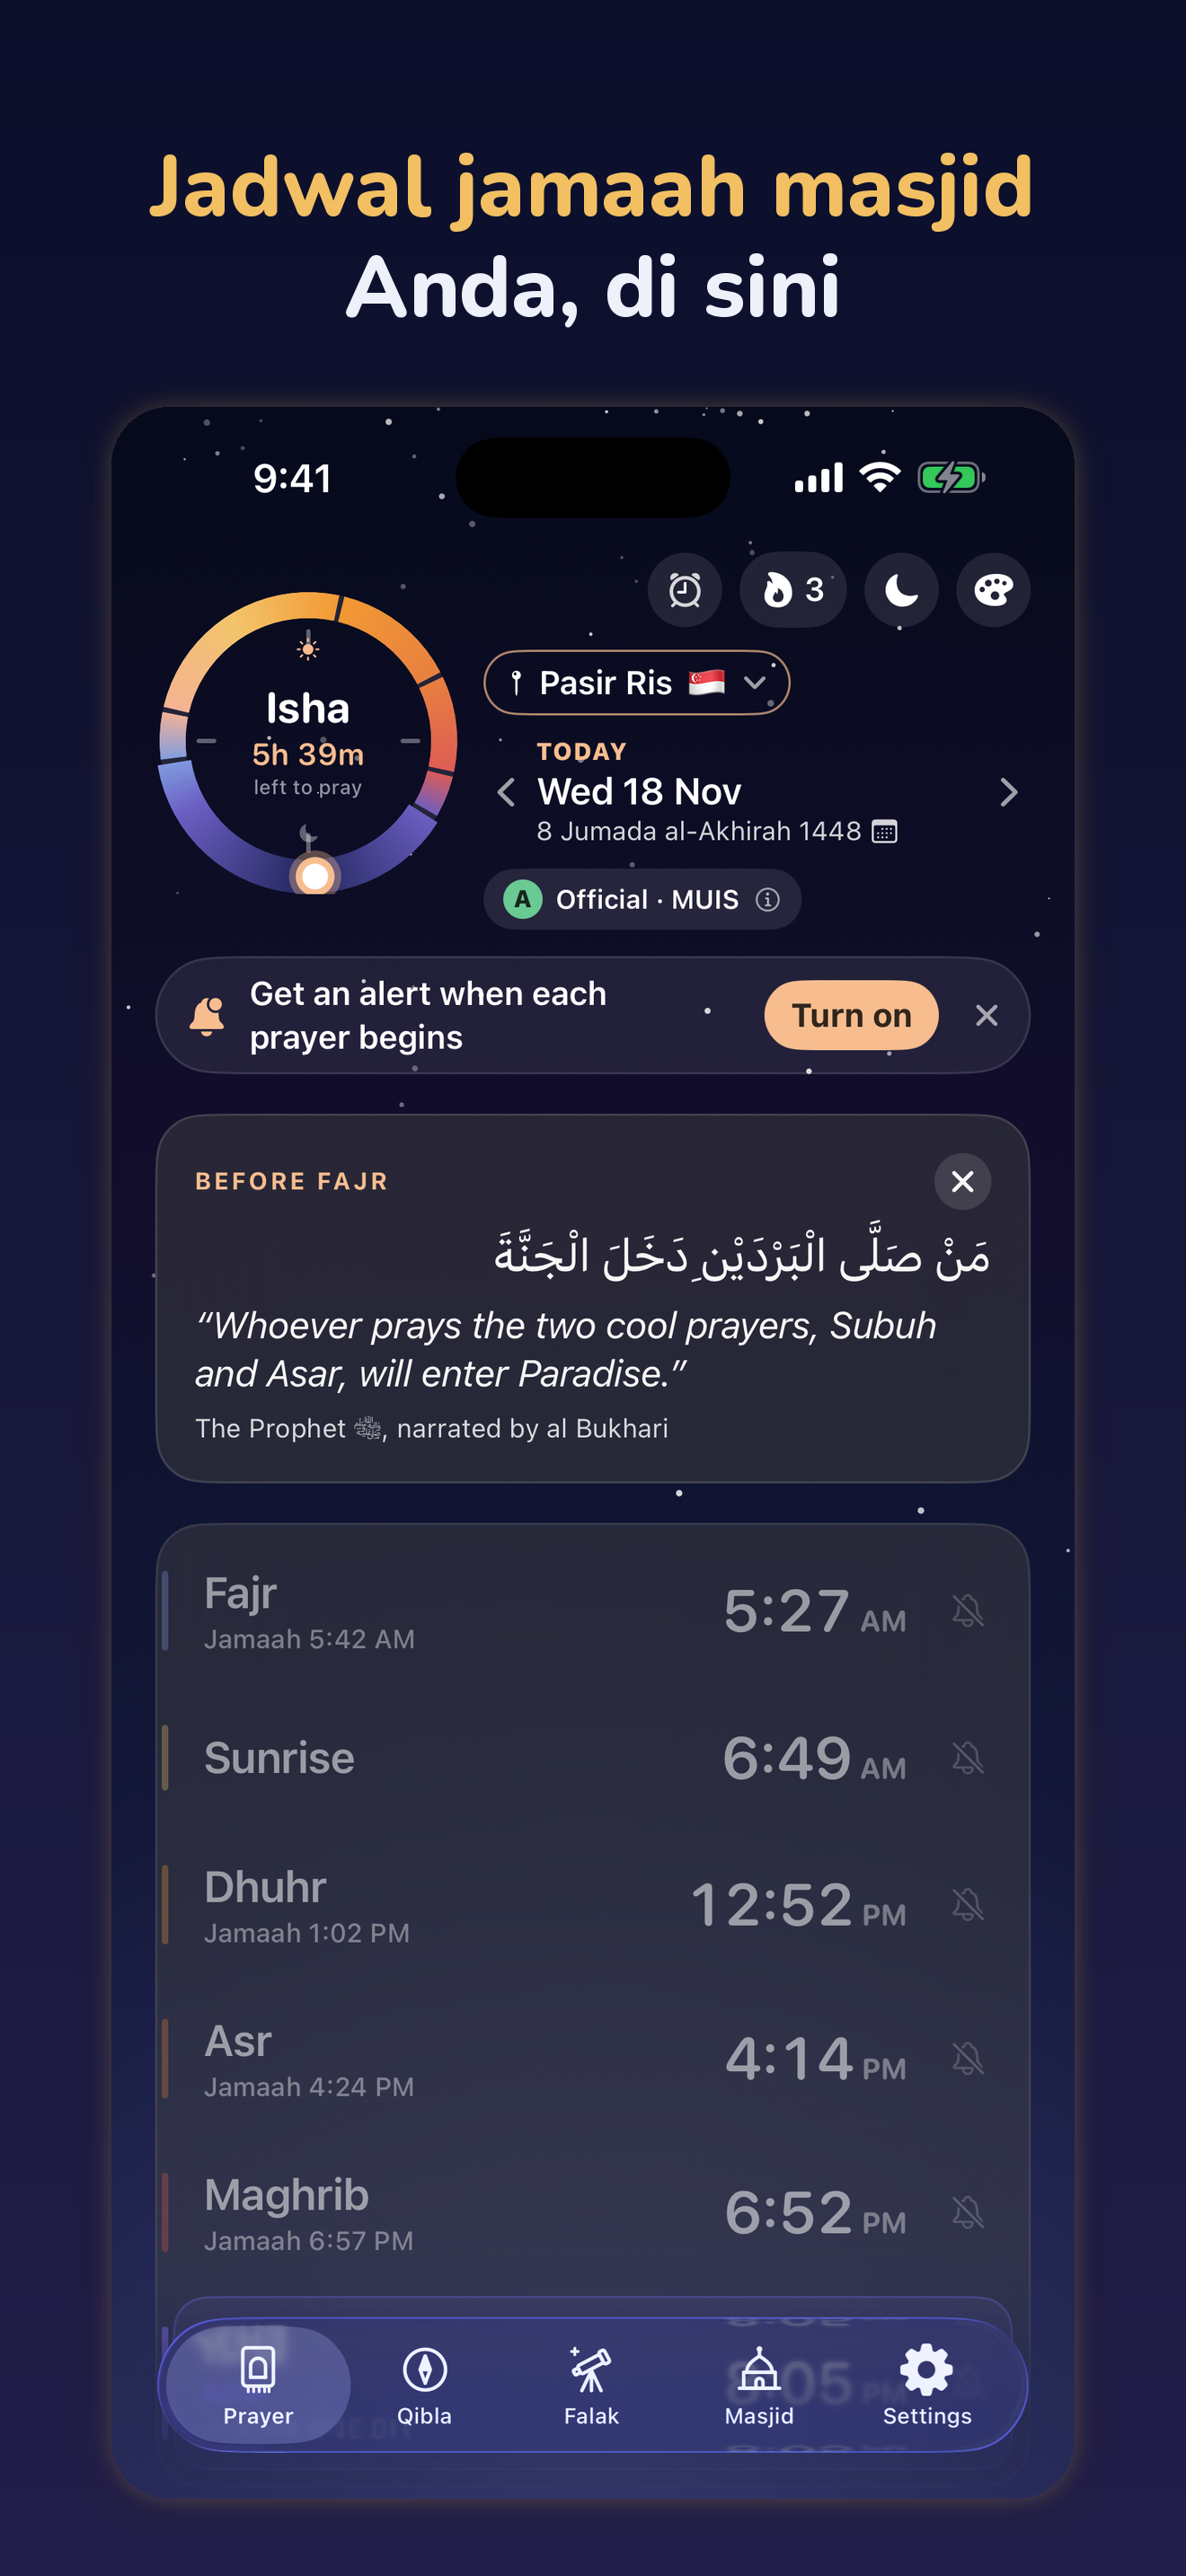 Jadwal jamaah masjid
Anda, di sini
9:41
3
Pasir Ris
Isha
5h 39m
left to pray
TODAY
Wed 18 Nov
8 Jumada al-Akhirah 1448
A Official · MUIS
Get an alert when each
prayer begins
Turn on
BEFORE FAJR
مَنْ صَلَّى الْبَرْدَيْنِ دَخَلَ الْجَنَّةَ
“Whoever prays the two cool prayers, Subuh
and Asar, will enter Paradise.”
The Prophet ﷺ, narrated by al Bukhari
Fajr
5:27 AM
Jamaah 5:42 AM
Sunrise
6:49 AM
Dhuhr
12:52 PM
Jamaah 1:02 PM
Asr
4:14 PM
Jamaah 4:24 PM
Maghrib
6:52 PM
Jamaah 6:57 PM
8:05 PM
Prayer
Qibla
Falak
Masjid
Settings